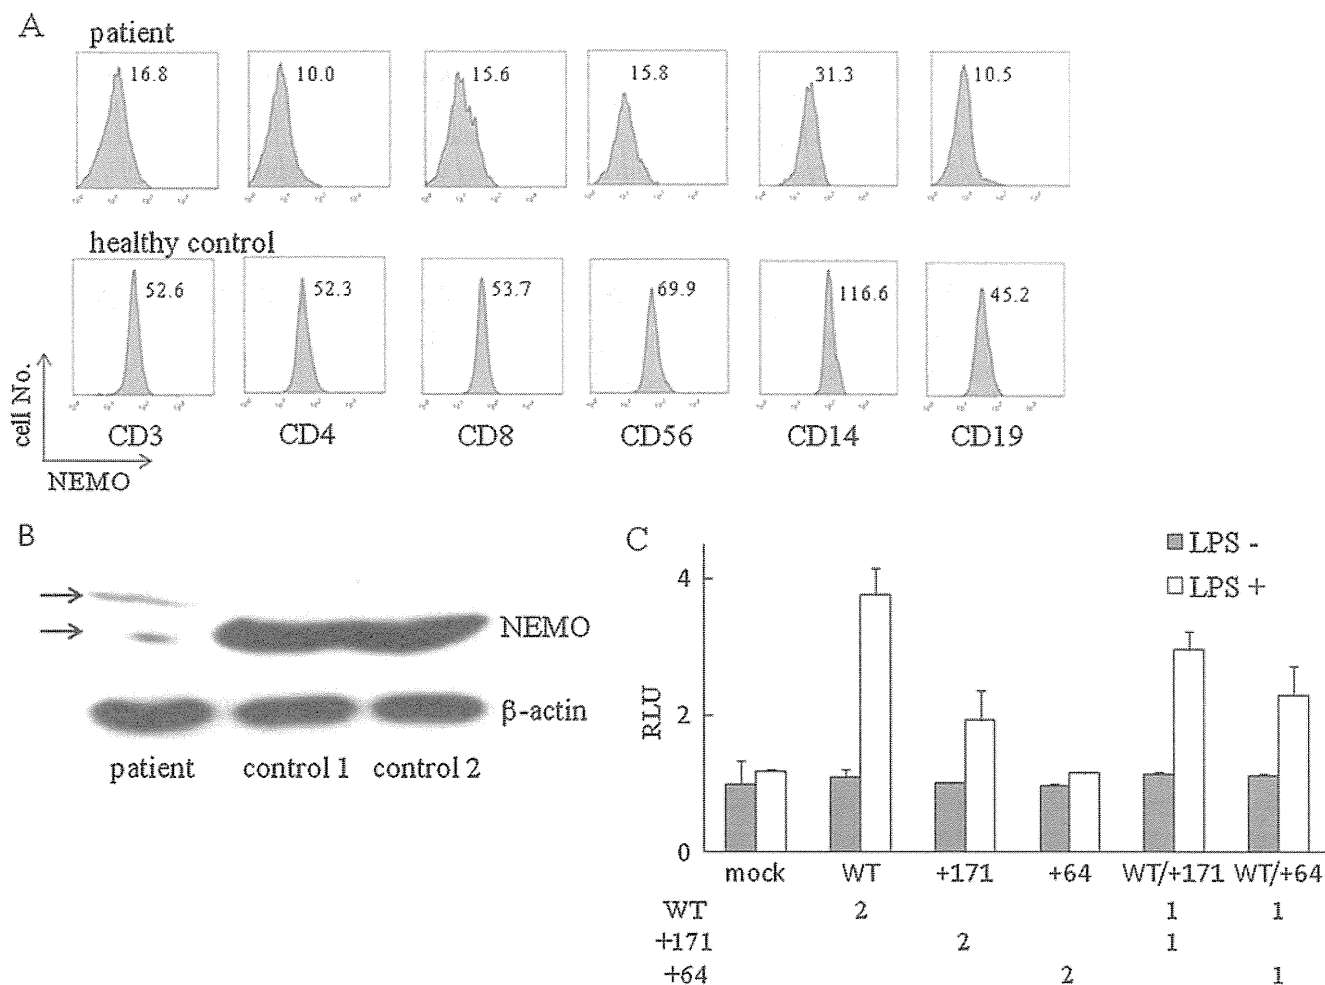 A
patient
16.8 10.0 15.6 15.8 31.3 10.5
healthy control
52.6 52.3 53.7 69.9 116.6 45.2
cell No.
CD3 CD4 CD8 CD56 CD14 CD19
NEMO
B
NEMO
β-actin
patient control 1 control 2
C
LPS -
LPS +
RLU
4
2
0
mock WT +171 +64 WT/+171 WT/+64
WT 2 1 1
+171 2 1
+64 2 1